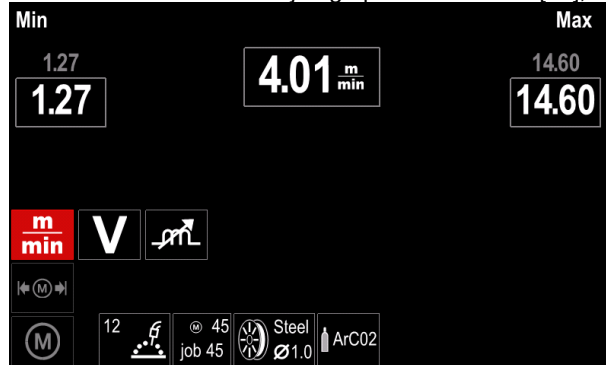 Min
Max
1.27
14.60
1.27
4.01 m/min
14.60
m/min
V
M
M
12
M 45
job 45
Steel
Ø1.0
ArC02